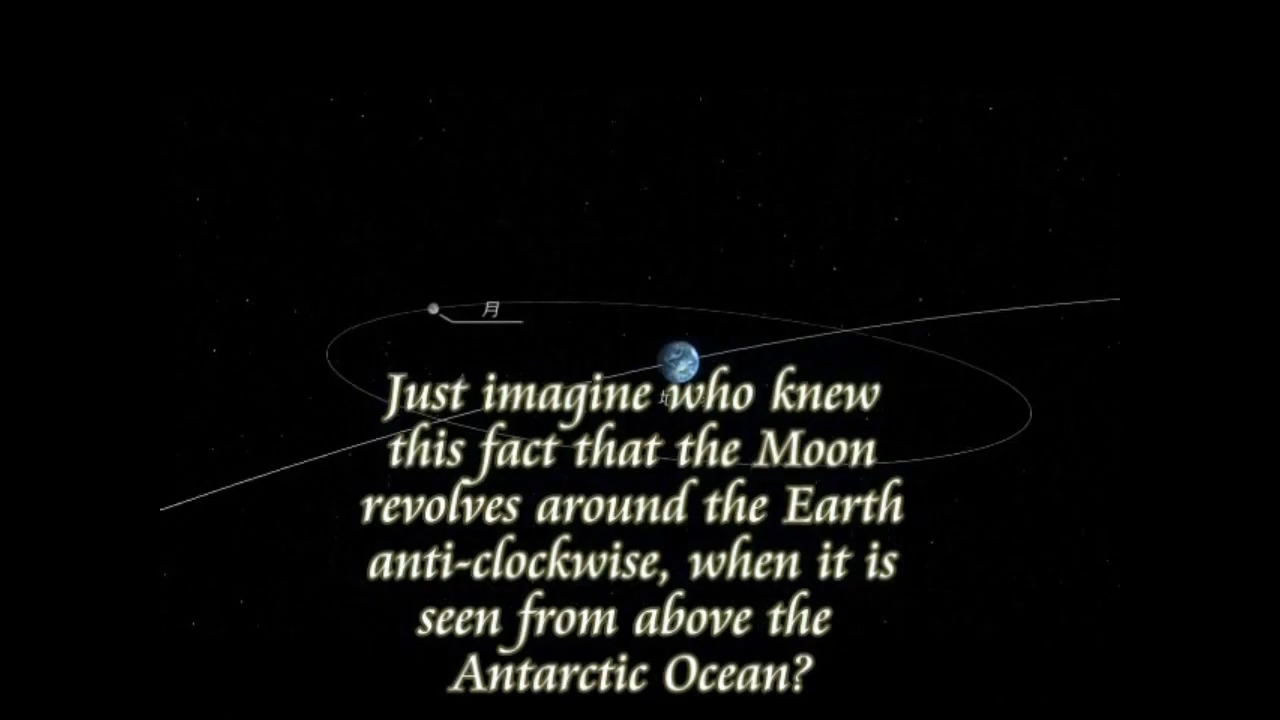 月
Just imagine who knew
this fact that the Moon
revolves around the Earth
anti-clockwise, when it is
seen from above the
Antarctic Ocean?